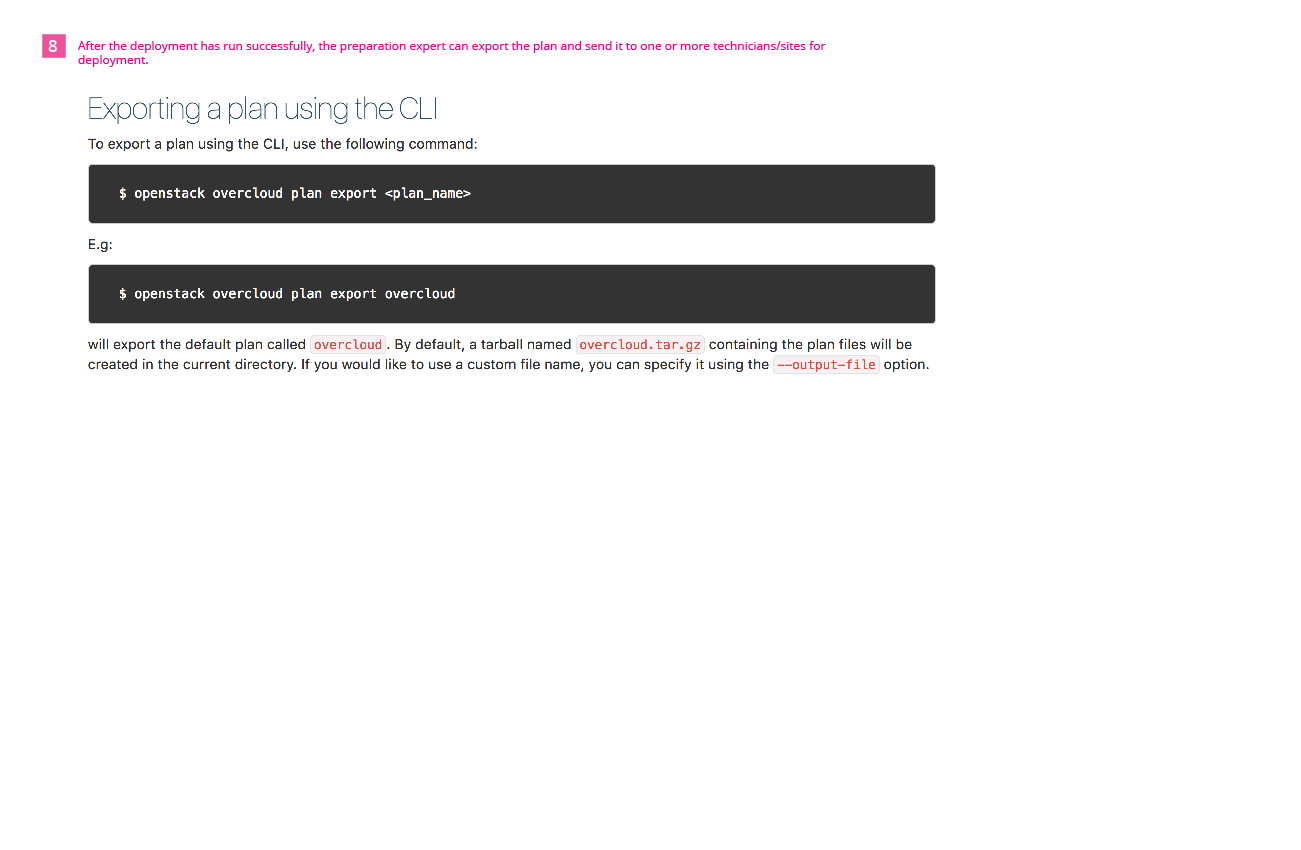 8
After the deployment has run successfully, the preparation expert can export the plan and send it to one or more technicians/sites for
deployment.
Exporting a plan using the CLI
To export a plan using the CLI, use the following command:
$ openstack overcloud plan export <plan_name>
E.g:
$ openstack overcloud plan export overcloud
will export the default plan called overcloud. By default, a tarball named overcloud.tar.gz containing the plan files will be
created in the current directory. If you would like to use a custom file name, you can specify it using the --output-file option.